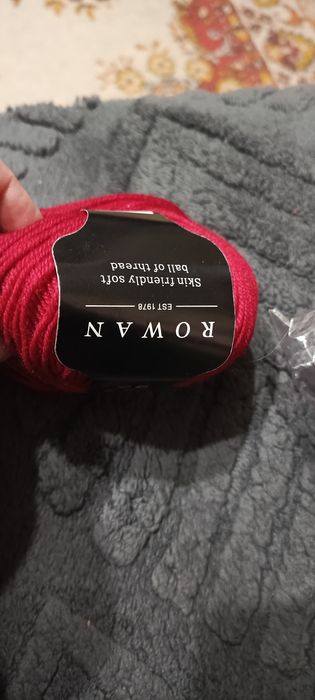 ROWAN
EST 1978
Skin friendly soft
ball of thread